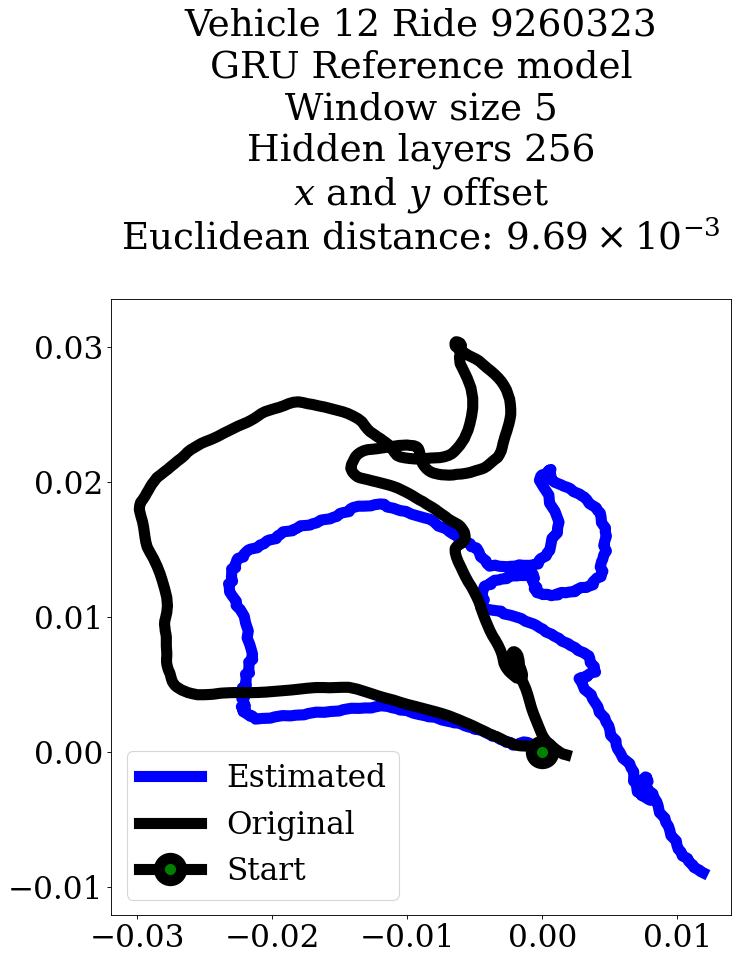 Vehicle 12 Ride 9260323
GRU Reference model
Window size 5
Hidden layers 256
x and y offset
Euclidean distance: 9.69 × 10⁻³
0.03
0.02
0.01
0.00
−0.01
Estimated
Original
Start
−0.03 −0.02 −0.01 0.00 0.01